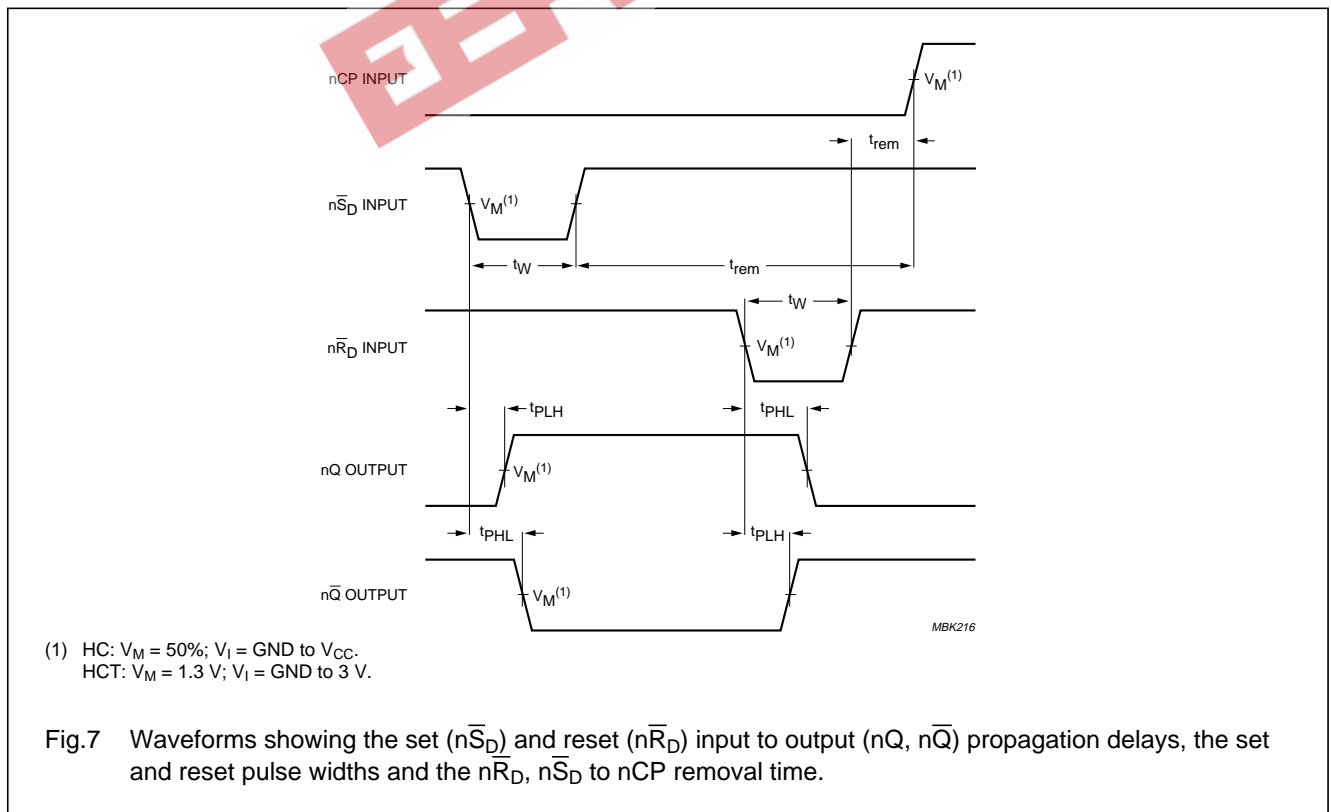 nCP INPUT
V_M(1)
t_rem
nS̅_D INPUT
V_M(1)
t_W
t_rem
t_W
nR̅_D INPUT
V_M(1)
t_PLH
t_PHL
nQ OUTPUT
V_M(1)
t_PHL
t_PLH
nQ̅ OUTPUT
V_M(1)
MBK216
(1) HC: V_M = 50%; V_I = GND to V_CC.
HCT: V_M = 1.3 V; V_I = GND to 3 V.
Fig.7 Waveforms showing the set (nS̅_D) and reset (nR̅_D) input to output (nQ, nQ̅) propagation delays, the set
and reset pulse widths and the nR̅_D, nS̅_D to nCP removal time.